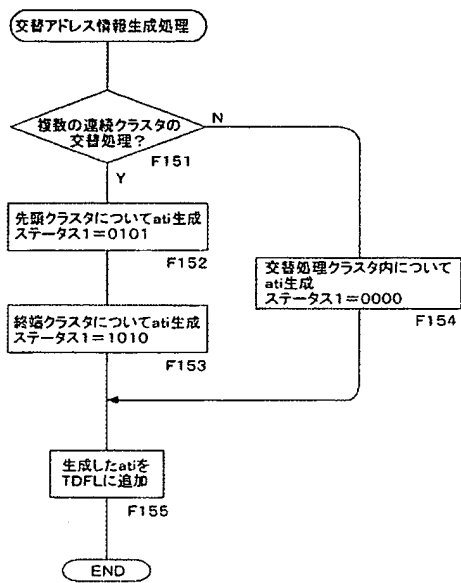 交替アドレス情報生成処理
複数の連続クラスタの
交替処理?
N
F151
Y
先頭クラスタについてati生成
ステータス1=0101
F152
交替処理クラスタ内について
ati生成
ステータス1=0000
F154
終端クラスタについてati生成
ステータス1=1010
F153
生成したatiを
TDFLに追加
F155
END